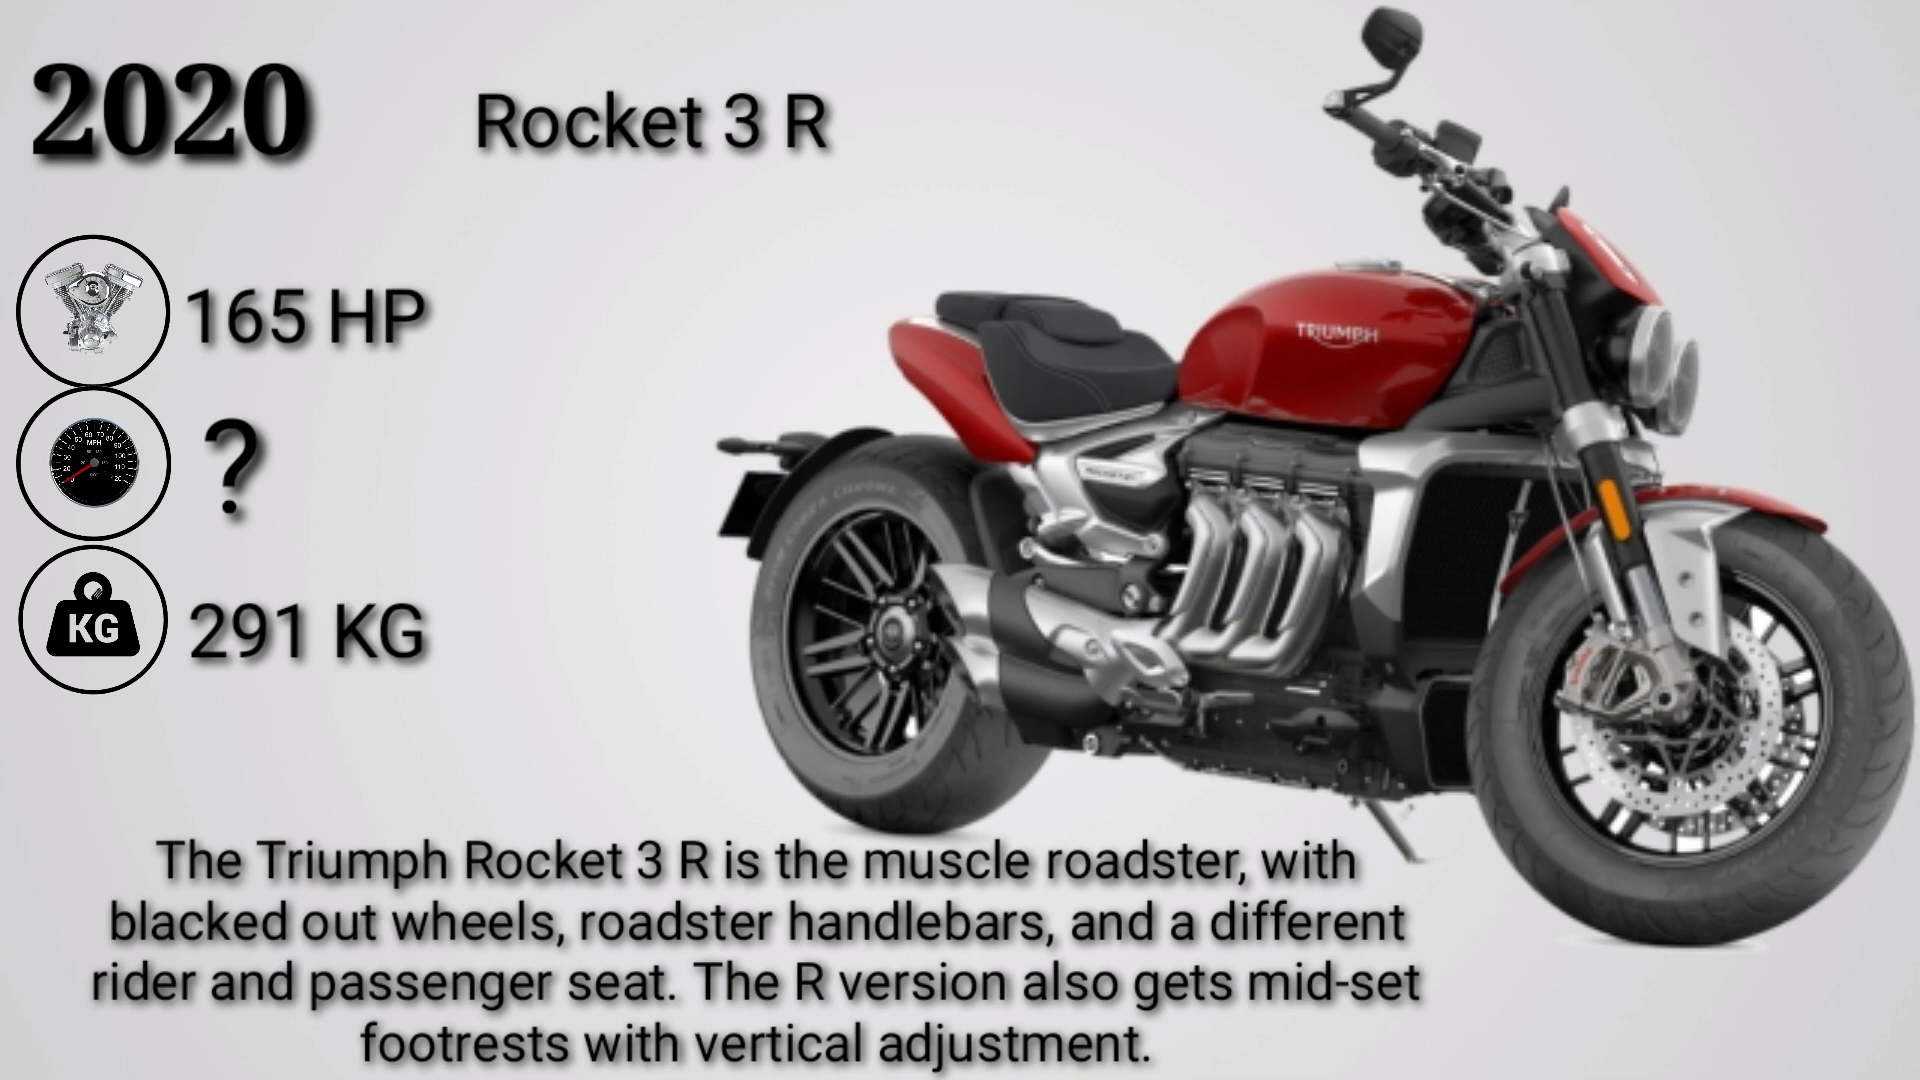 2020
Rocket 3 R
165 HP
?
291 KG
KG
MPH
TRIUMPH
The Triumph Rocket 3 R is the muscle roadster, with
blacked out wheels, roadster handlebars, and a different
rider and passenger seat. The R version also gets mid-set
footrests with vertical adjustment.